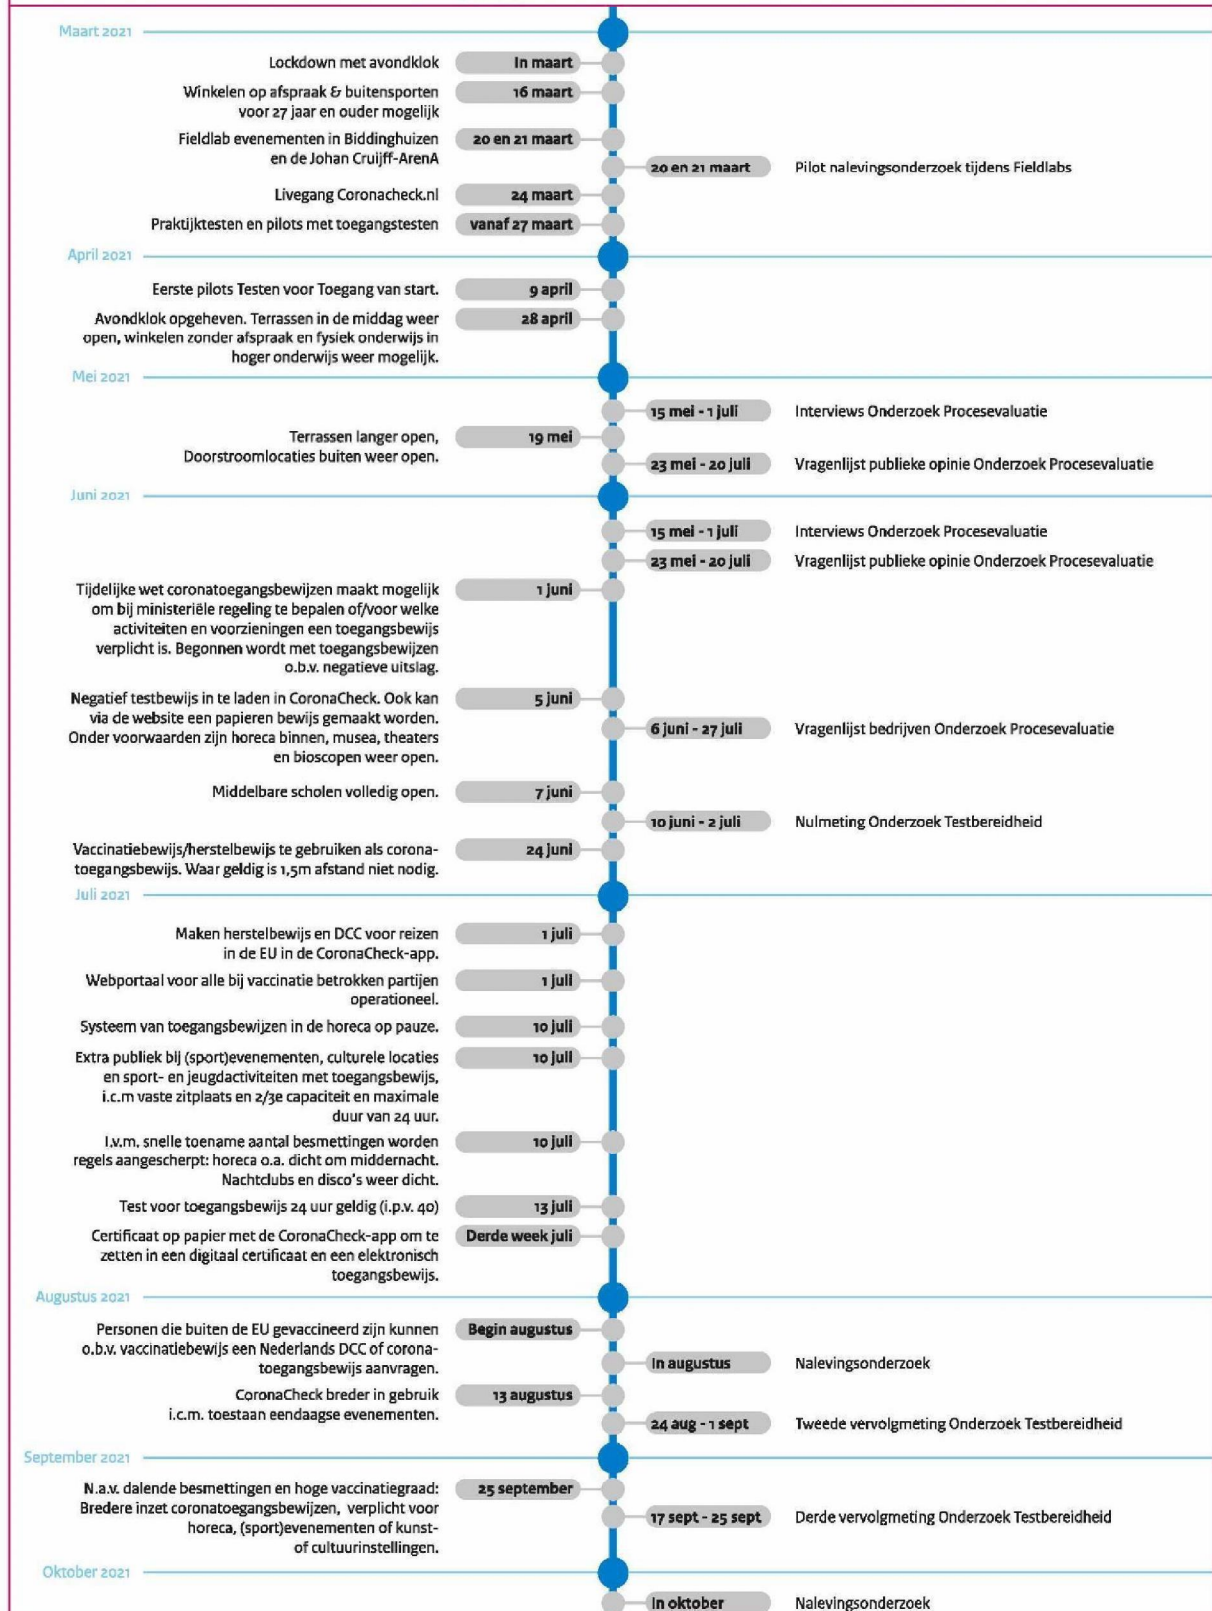 Maart 2021
Lockdown met avondklok
In maart
Winkelen op afspraak & buitensporten
voor 27 jaar en ouder mogelijk
16 maart
Fieldlab evenementen in Biddinghuizen
en de Johan Cruijff-ArenA
20 en 21 maart
20 en 21 maart
Pilot nalevingsonderzoek tijdens Fieldlabs
Livegang Coronacheck.nl
24 maart
Praktijktesten en pilots met toegangstesten
vanaf 27 maart
April 2021
Eerste pilots Testen voor Toegang van start.
9 april
Avondklok opgeheven. Terrassen in de middag weer
open, winkelen zonder afspraak en fysiek onderwijs in
hoger onderwijs weer mogelijk.
28 april
Mei 2021
15 mei - 1 juli
Interviews Onderzoek Procesevaluatie
Terrassen langer open,
Doorstroomlocaties buiten weer open.
19 mei
23 mei - 20 juli
Vragenlijst publieke opinie Onderzoek Procesevaluatie
Juni 2021
15 mei - 1 juli
Interviews Onderzoek Procesevaluatie
23 mei - 20 juli
Vragenlijst publieke opinie Onderzoek Procesevaluatie
Tijdelijke wet coronatoegangsbewijzen maakt mogelijk
om bij ministeriële regeling te bepalen of/voor welke
activiteiten en voorzieningen een toegangsbewijs
verplicht is. Begonnen wordt met toegangsbewijzen
o.b.v. negatieve uitslag.
1 juni
Negatief testbewijs in te laden in CoronaCheck. Ook kan
via de website een papieren bewijs gemaakt worden.
Onder voorwaarden zijn horeca binnen, musea, theaters
en bioscopen weer open.
5 juni
6 juni - 27 juli
Vragenlijst bedrijven Onderzoek Procesevaluatie
Middelbare scholen volledig open.
7 juni
10 juni - 2 juli
Nulmeting Onderzoek Testbereidheid
Vaccinatiebewijs/herstelbewijs te gebruiken als corona-
toegangsbewijs. Waar geldig is 1,5m afstand niet nodig.
24 juni
Juli 2021
Maken herstelbewijs en DCC voor reizen
in de EU in de CoronaCheck-app.
1 juli
Webportaal voor alle bij vaccinatie betrokken partijen
operationeel.
1 juli
Systeem van toegangsbewijzen in de horeca op pauze.
10 juli
Extra publiek bij (sport)evenementen, culturele locaties
en sport- en jeugdactiviteiten met toegangsbewijs,
i.c.m vaste zitplaats en 2/3e capaciteit en maximale
duur van 24 uur.
10 juli
I.v.m. snelle toename aantal besmettingen worden
regels aangescherpt: horeca o.a. dicht om middernacht.
Nachtclubs en disco's weer dicht.
10 juli
Test voor toegangsbewijs 24 uur geldig (i.p.v. 40)
13 juli
Certificaat op papier met de CoronaCheck-app om te
zetten in een digitaal certificaat en een elektronisch
toegangsbewijs.
Derde week juli
Augustus 2021
Personen die buiten de EU gevaccineerd zijn kunnen
o.b.v. vaccinatiebewijs een Nederlands DCC of corona-
toegangsbewijs aanvragen.
Begin augustus
In augustus
Nalevingsonderzoek
CoronaCheck breder in gebruik
i.c.m. toestaan eendaagse evenementen.
13 augustus
24 aug - 1 sept
Tweede vervolgmeting Onderzoek Testbereidheid
September 2021
N.a.v. dalende besmettingen en hoge vaccinatiegraad:
Bredere inzet coronatoegangsbewijzen, verplicht voor
horeca, (sport)evenementen of kunst-
of cultuurinstellingen.
25 september
17 sept - 25 sept
Derde vervolgmeting Onderzoek Testbereidheid
Oktober 2021
In oktober
Nalevingsonderzoek